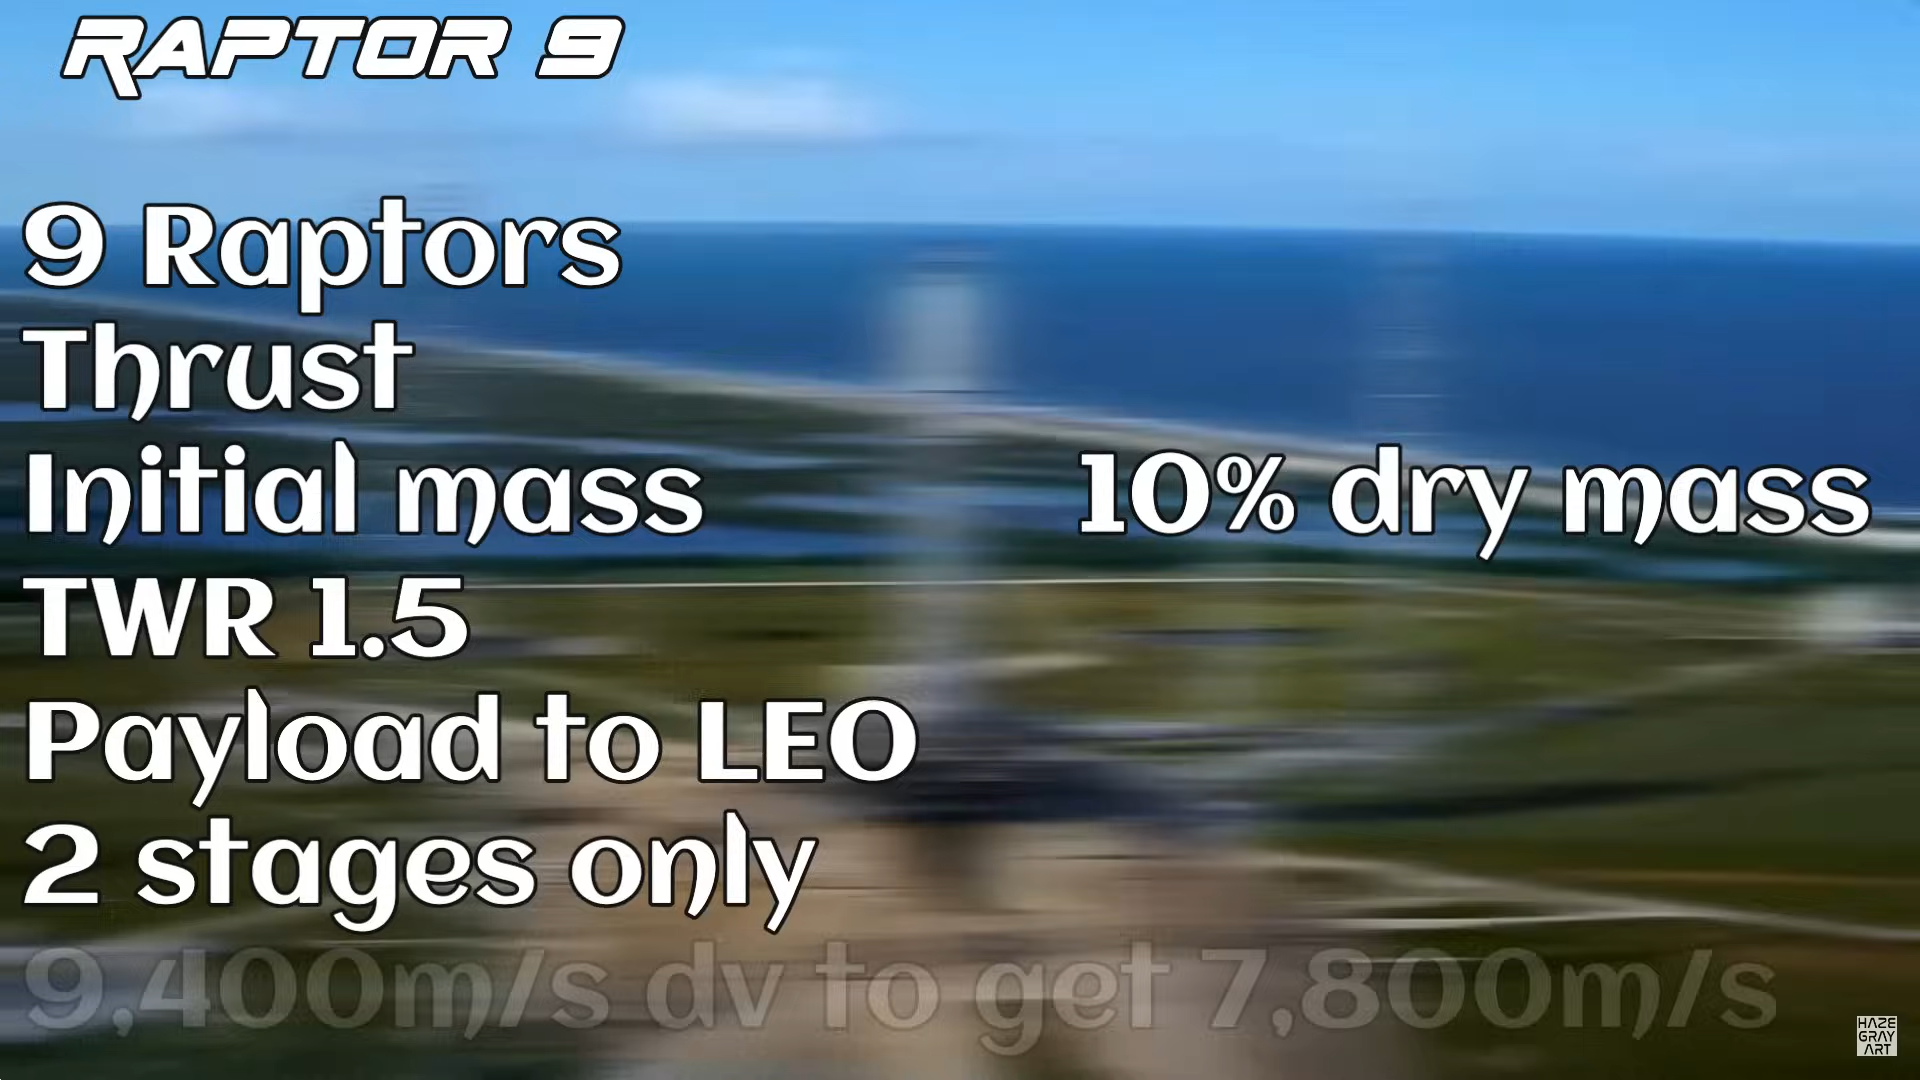 RAPTOR 9
9 Raptors
Thrust
Initial mass
10% dry mass
TWR 1.5
Payload to LEO
2 stages only
9,400m/s dv to get 7,800m/s
HAZE
GRAY
ART